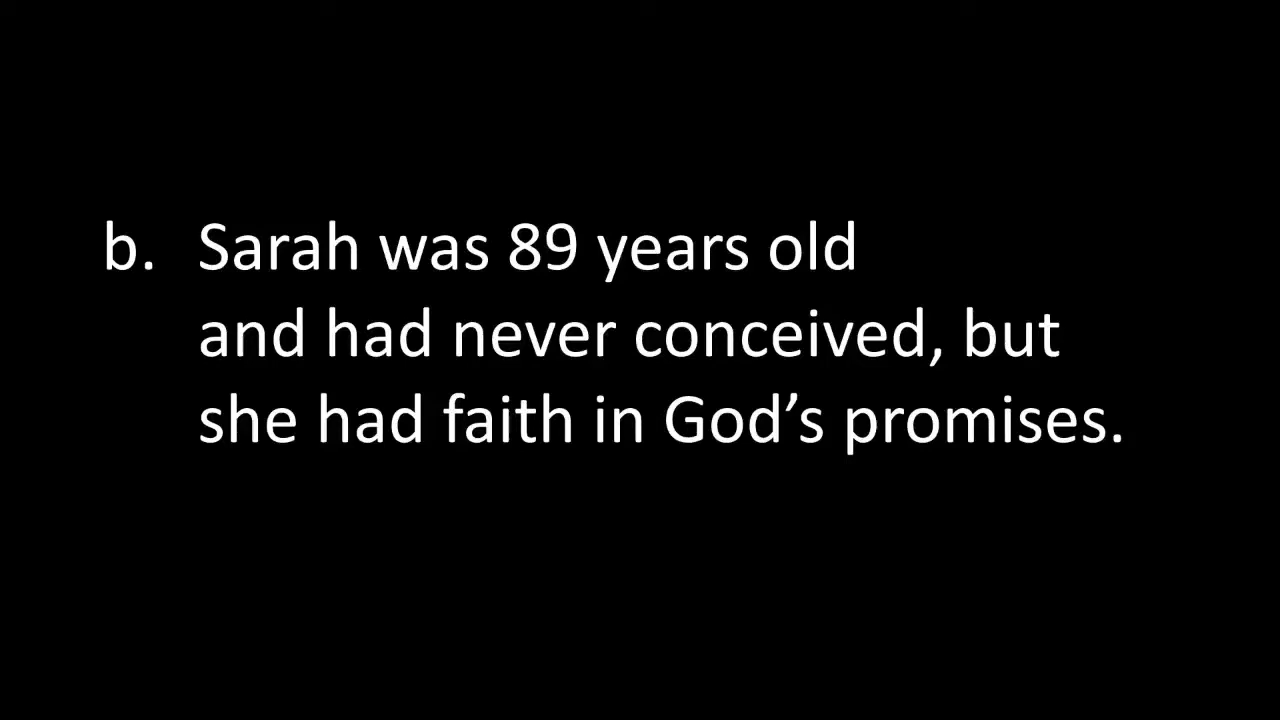 b. Sarah was 89 years old
and had never conceived, but
she had faith in God’s promises.